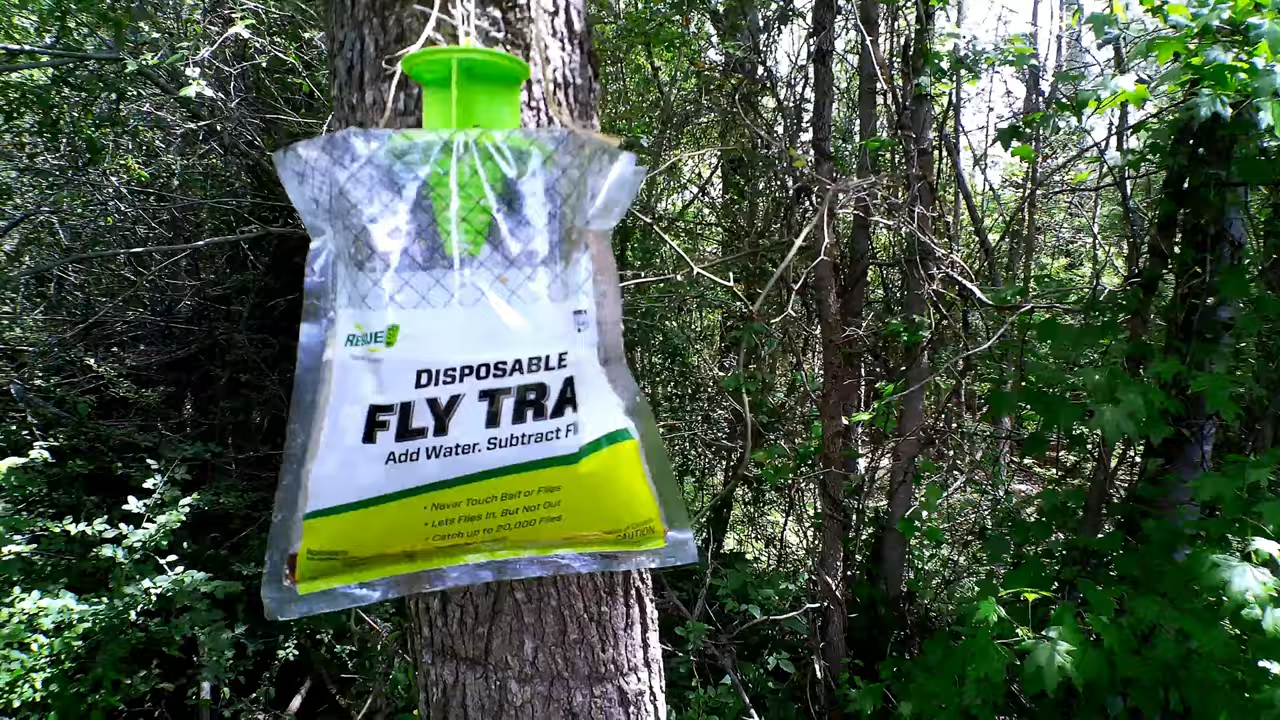 RESCUE
DISPOSABLE
FLY TRA
Add Water. Subtract Fl
• Never Touch Bait or Flies
• Lets Flies In, But Not Out
• Catch up to 20,000 Flies
CAUTION